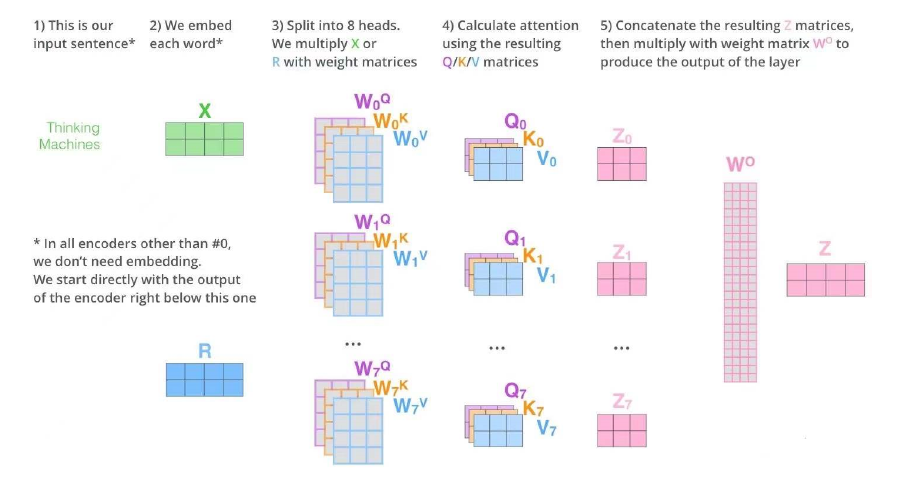 1) This is our
input sentence*
2) We embed
each word*
3) Split into 8 heads.
We multiply X or
R with weight matrices
4) Calculate attention
using the resulting
Q/K/V matrices
5) Concatenate the resulting Z matrices,
then multiply with weight matrix Wᴼ to
produce the output of the layer
Thinking
Machines
X
W₀Q
W₀K
W₀V
Q₀
K₀
V₀
Z₀
Wᴼ
* In all encoders other than #0,
we don't need embedding.
We start directly with the output
of the encoder right below this one
W₁Q
W₁K
W₁V
Q₁
K₁
V₁
Z₁
Z
...
...
...
R
W₇Q
W₇K
W₇V
Q₇
K₇
V₇
Z₇